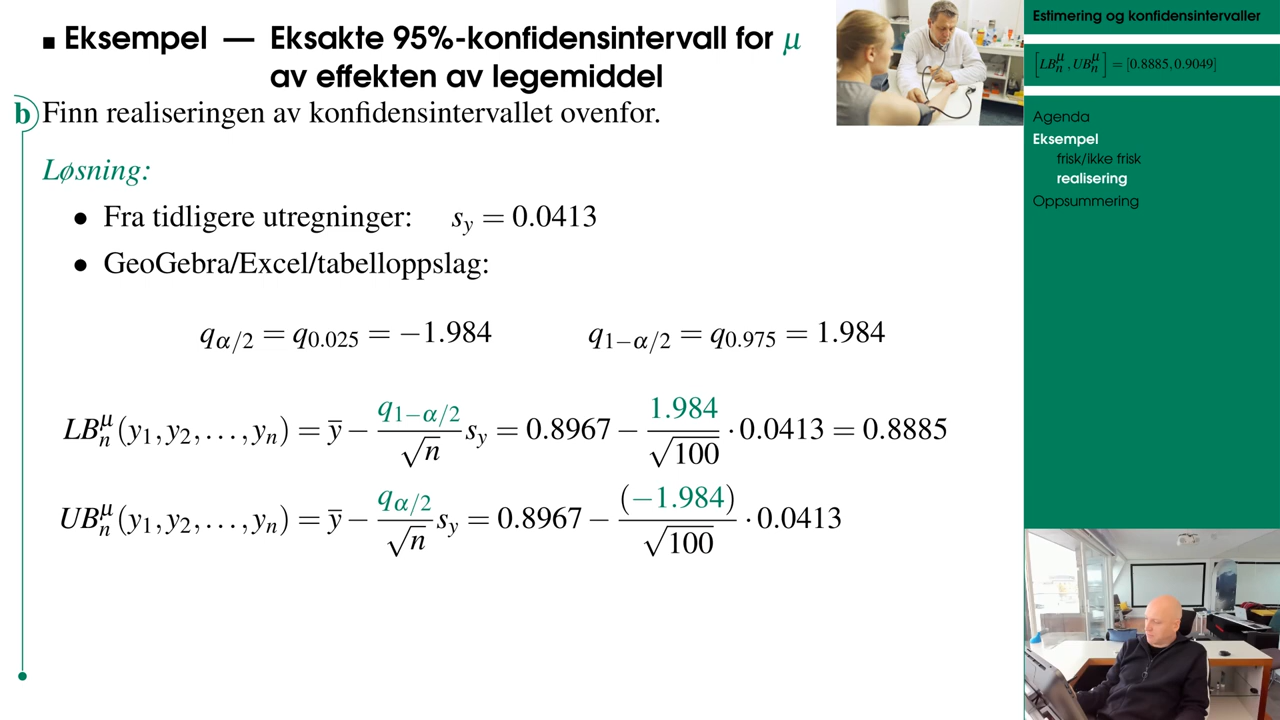 ▪ Eksempel — Eksakte 95%-konfidensintervall for μ
av effekten av legemiddel
b Finn realiseringen av konfidensintervallet ovenfor.
Løsning:
• Fra tidligere utregninger: s_y = 0.0413
• GeoGebra/Excel/tabelloppslag:
q_{α/2} = q_{0.025} = −1.984 q_{1−α/2} = q_{0.975} = 1.984
LB_n^μ(y_1, y_2, ..., y_n) = ȳ − \frac{q_{1−α/2}}{√n} s_y = 0.8967 − \frac{1.984}{√100} · 0.0413 = 0.8885
UB_n^μ(y_1, y_2, ..., y_n) = ȳ − \frac{q_{α/2}}{√n} s_y = 0.8967 − \frac{(−1.984)}{√100} · 0.0413
Estimering og konfidensintervaller
[LB_n^μ, UB_n^μ] = [0.8885, 0.9049]
Agenda
Eksempel
frisk/ikke frisk
realisering
Oppsummering